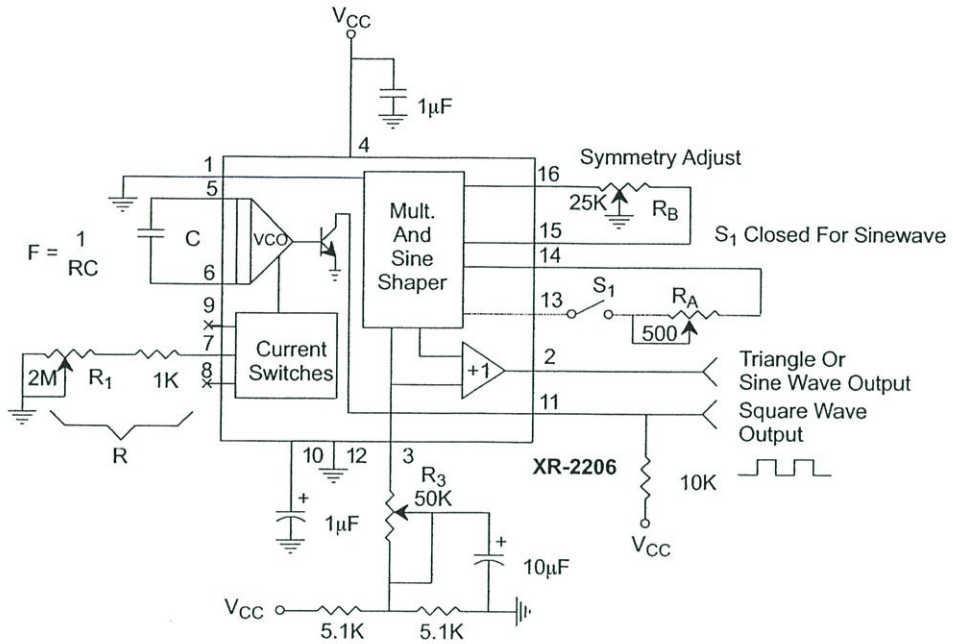 VCC
1µF
4
1
16
Symmetry Adjust
5
25K
RB
Mult.
And
Sine
Shaper
VCO
C
15
S1 Closed For Sinewave
F = 1
RC
14
6
13
S1
RA
500
9
7
8
Current
Switches
2M
R1
1K
R
+1
2
Triangle Or
Sine Wave Output
11
Square Wave
Output
10
12
3
XR-2206
R3
50K
10K
VCC
+
1µF
+
10µF
VCC
5.1K
5.1K